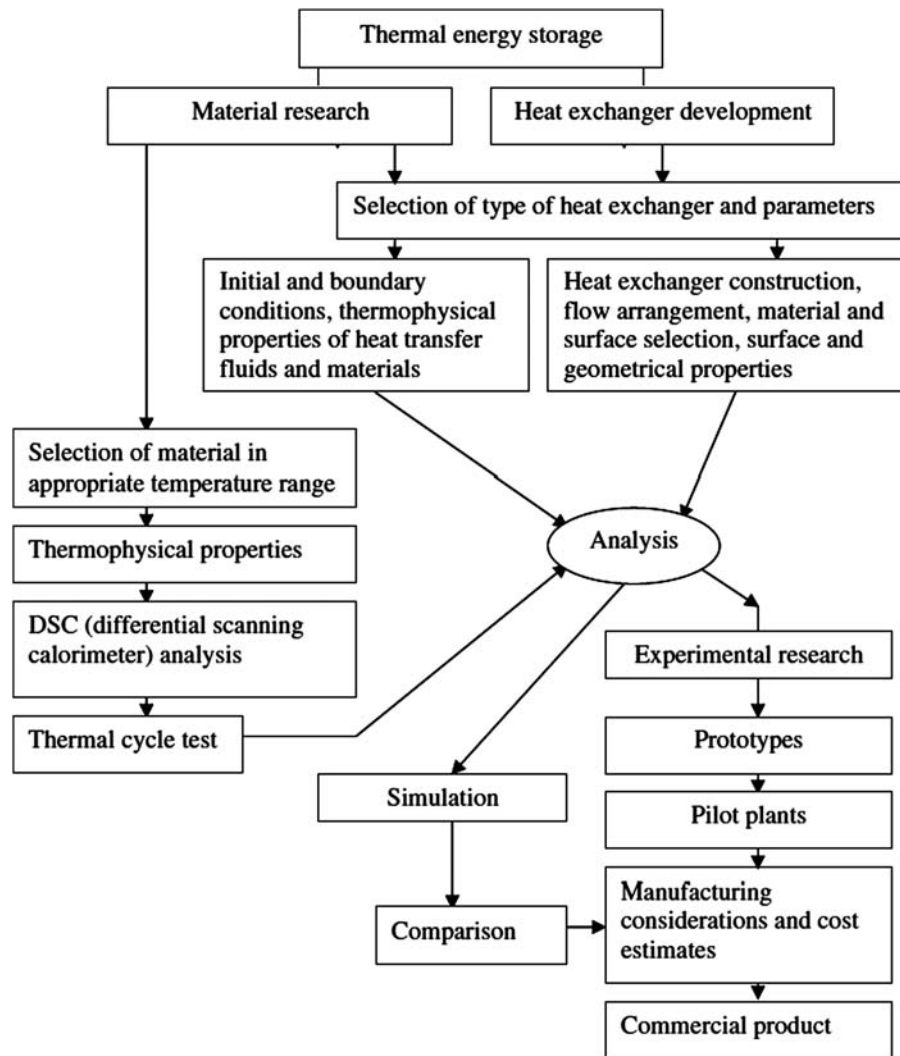 Thermal energy storage
Material research
Heat exchanger development
Selection of type of heat exchanger and parameters
Initial and boundary
conditions, thermophysical
properties of heat transfer
fluids and materials
Heat exchanger construction,
flow arrangement, material and
surface selection, surface and
geometrical properties
Selection of material in
appropriate temperature range
Thermophysical properties
DSC (differential scanning
calorimeter) analysis
Thermal cycle test
Analysis
Experimental research
Prototypes
Simulation
Pilot plants
Comparison
Manufacturing
considerations and cost
estimates
Commercial product